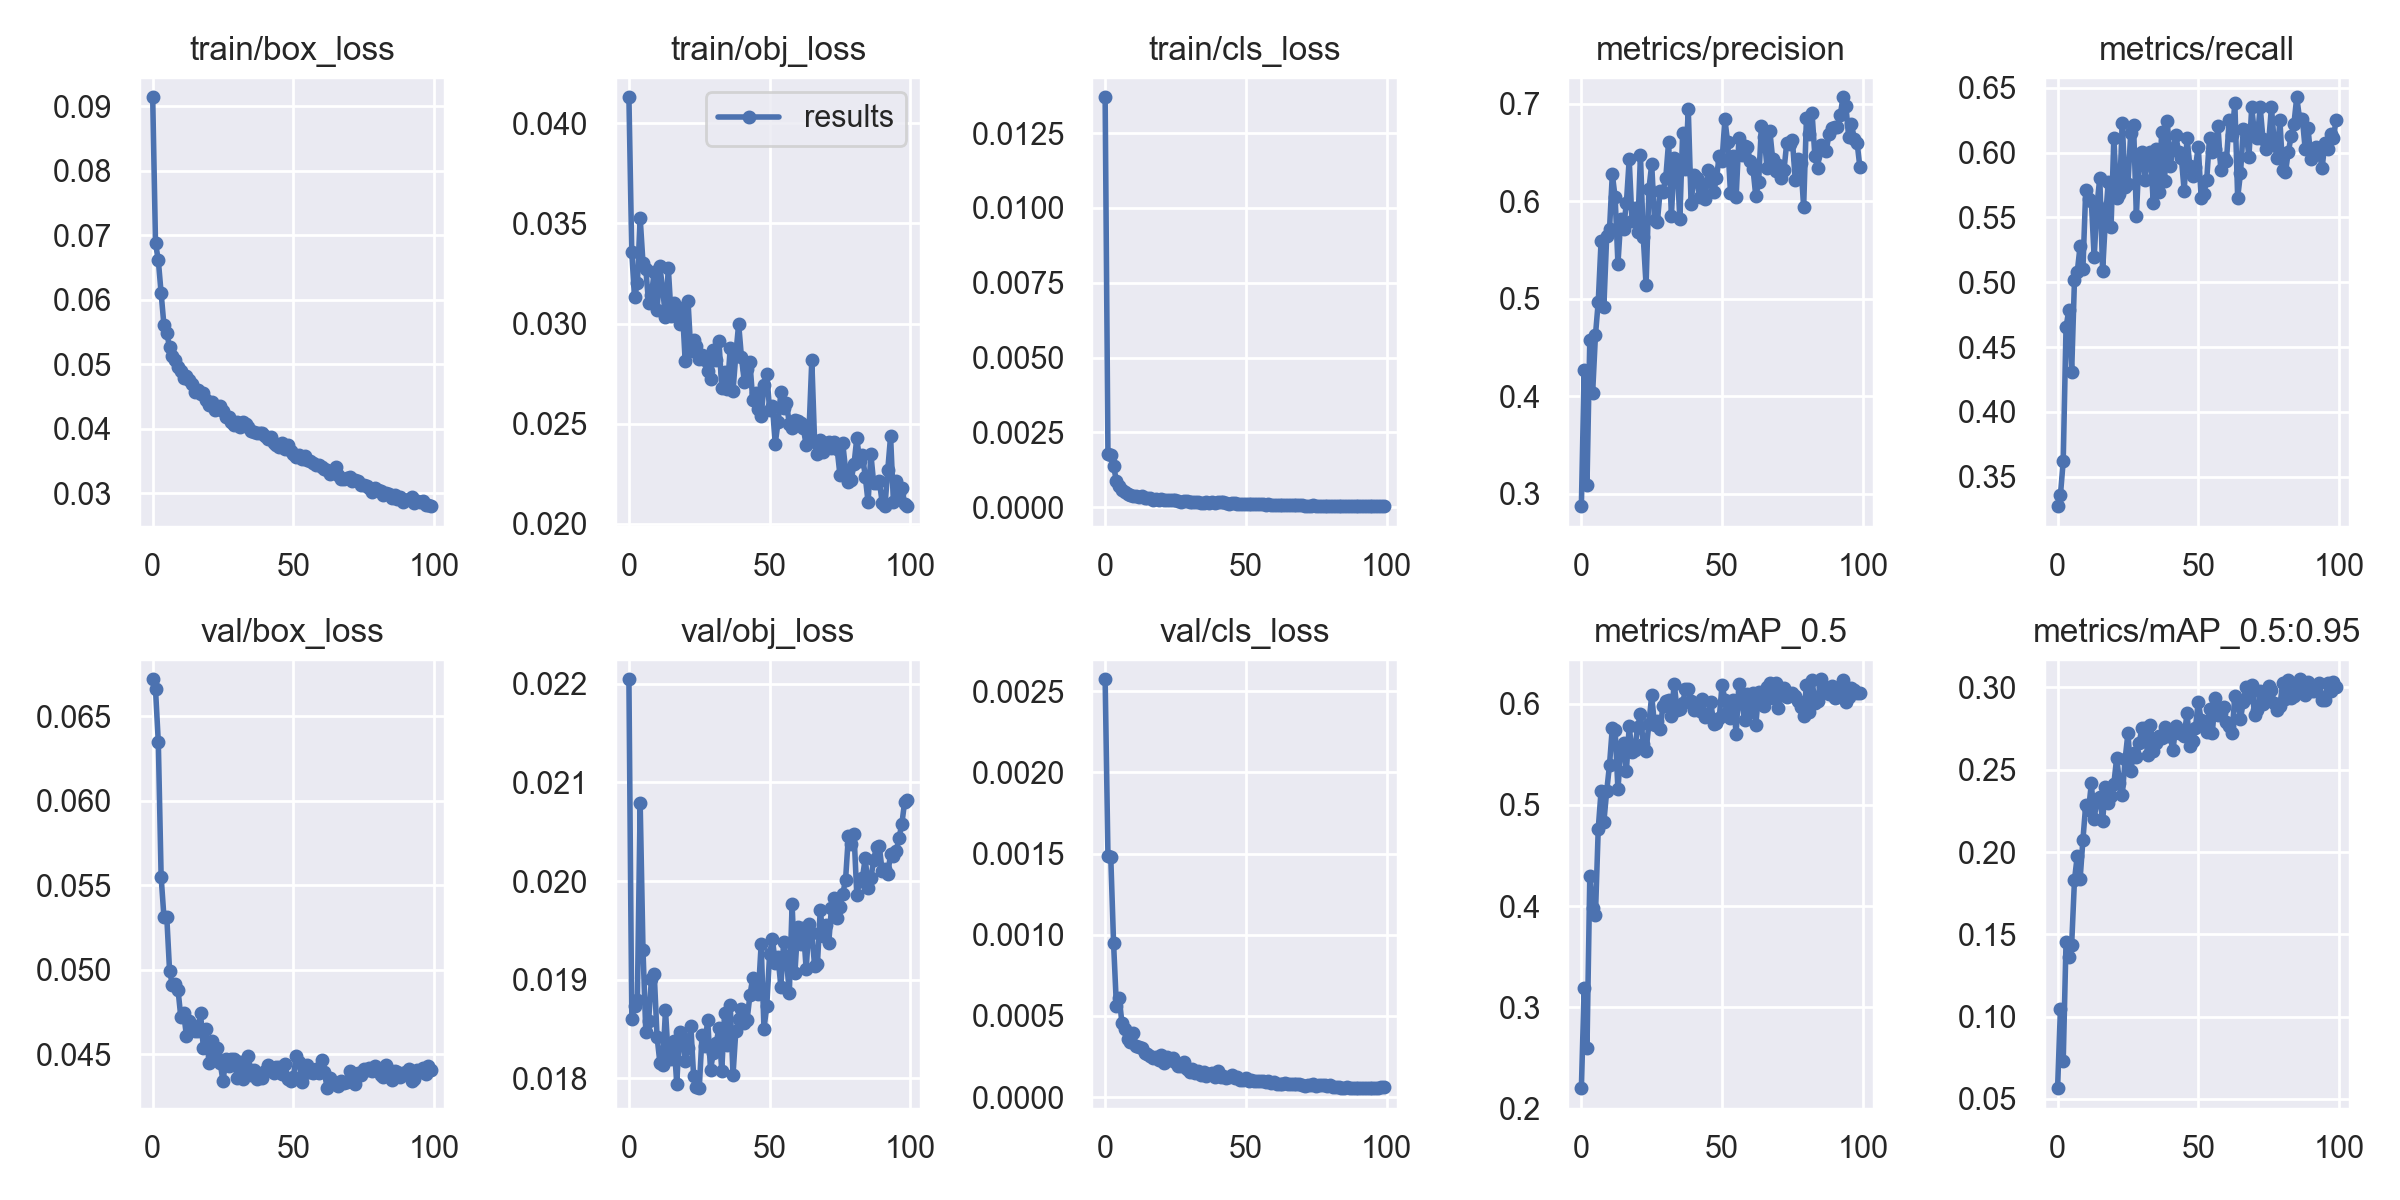 train/box_loss
train/obj_loss
train/cls_loss
metrics/precision
metrics/recall
0.09
0.08
0.07
0.06
0.05
0.04
0.03
0 50 100
results
0.040
0.035
0.030
0.025
0.020
0 50 100
0.0125
0.0100
0.0075
0.0050
0.0025
0.0000
0 50 100
0.7
0.6
0.5
0.4
0.3
0 50 100
0.65
0.60
0.55
0.50
0.45
0.40
0.35
0 50 100
val/box_loss
val/obj_loss
val/cls_loss
metrics/mAP_0.5
metrics/mAP_0.5:0.95
0.065
0.060
0.055
0.050
0.045
0 50 100
0.022
0.021
0.020
0.019
0.018
0 50 100
0.0025
0.0020
0.0015
0.0010
0.0005
0.0000
0 50 100
0.6
0.5
0.4
0.3
0.2
0 50 100
0.30
0.25
0.20
0.15
0.10
0.05
0 50 100